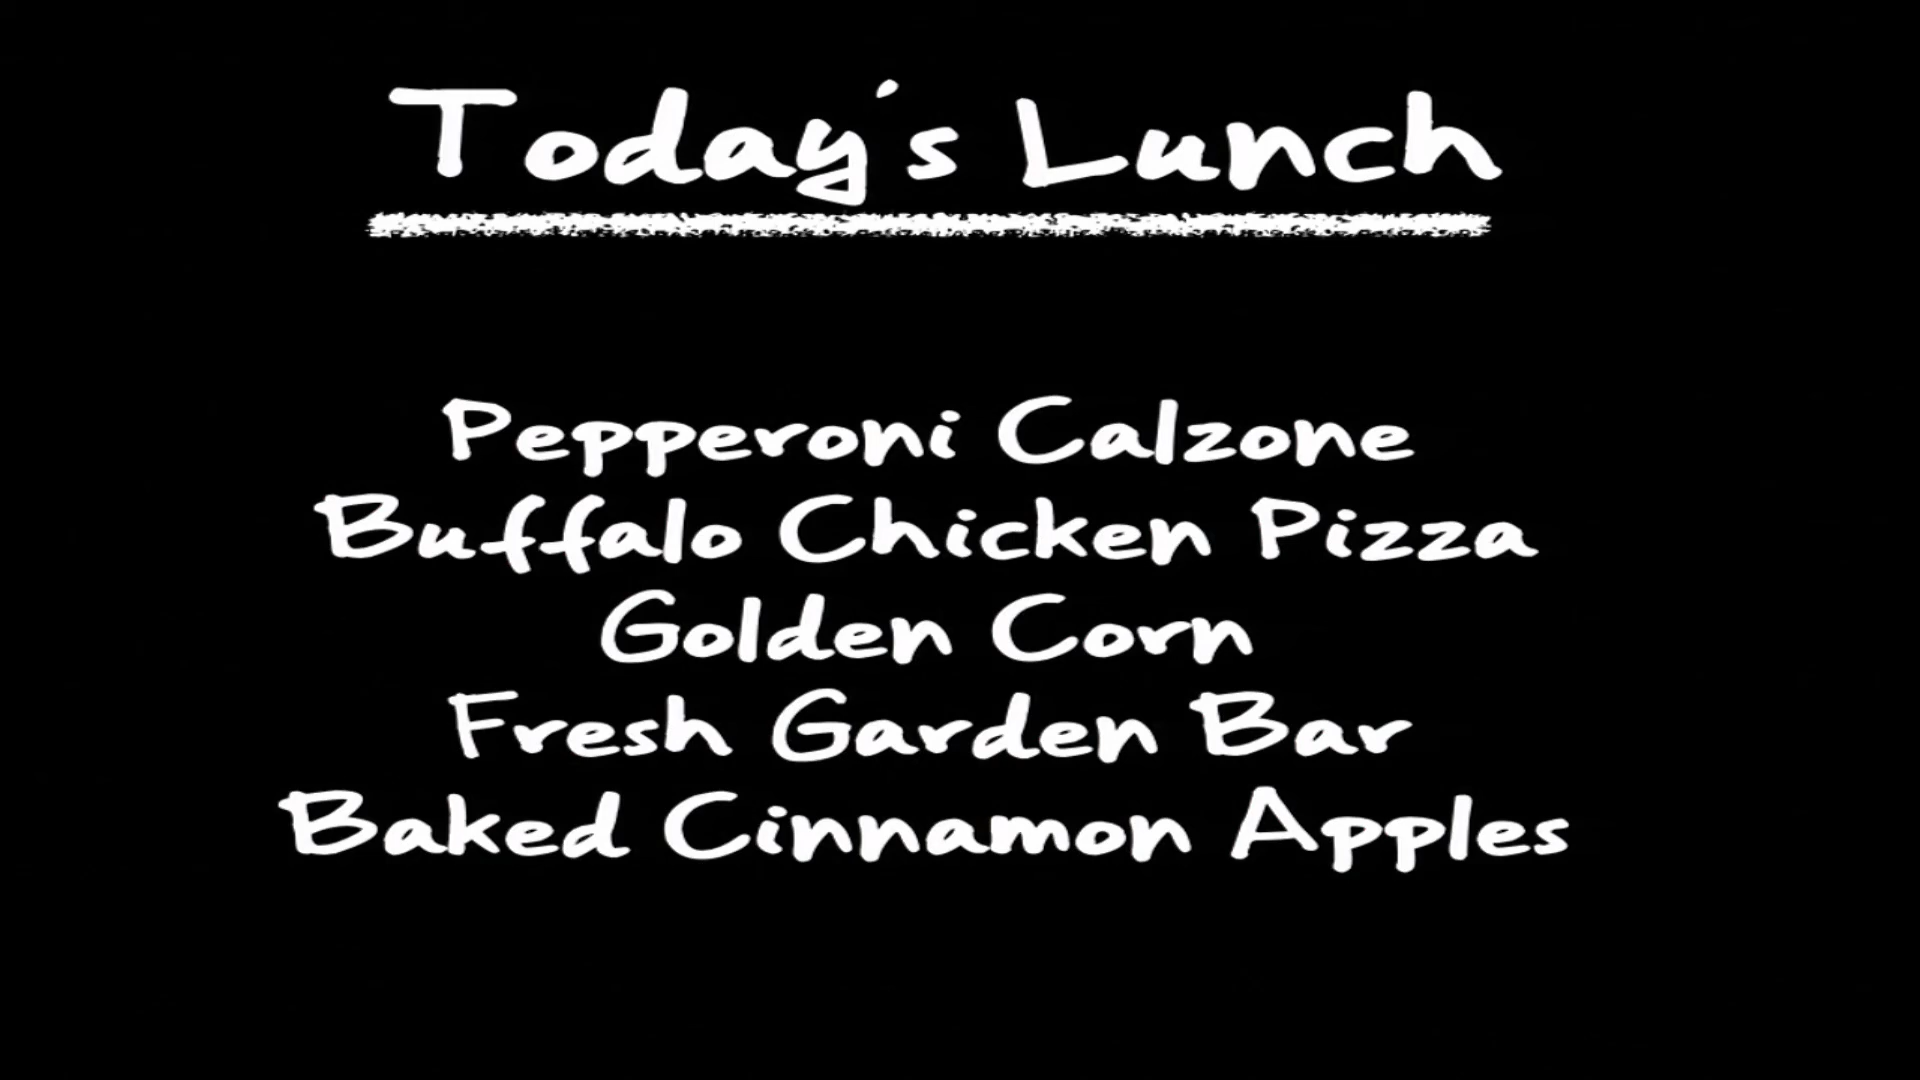 Today's Lunch
Pepperoni Calzone
Buffalo Chicken Pizza
Golden Corn
Fresh Garden Bar
Baked Cinnamon Apples